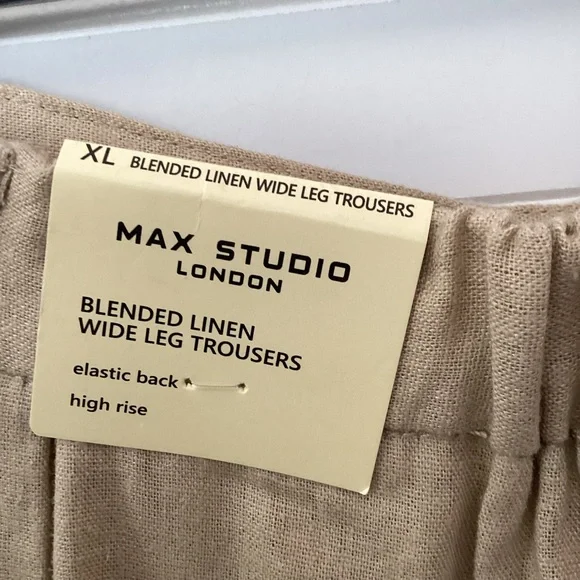 XL BLENDED LINEN WIDE LEG TROUSERS
MAX STUDIO
LONDON
BLENDED LINEN
WIDE LEG TROUSERS
elastic back
high rise